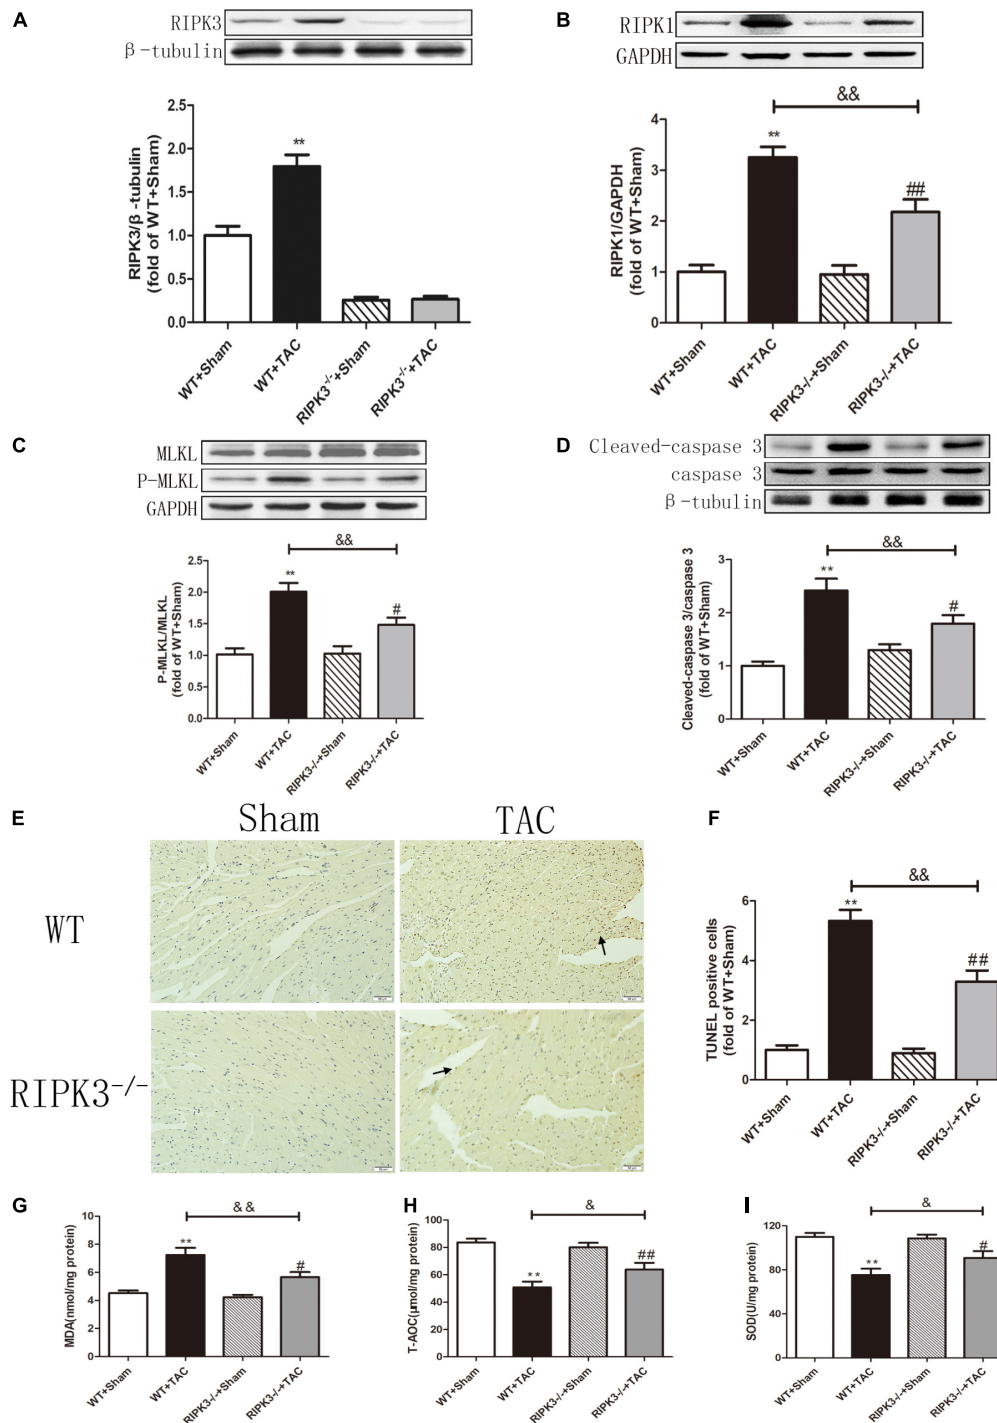 A
RIPK3
β-tubulin
RIPK3/β-tubulin
(fold of WT+Sham)
2.5
2.0
1.5
1.0
0.5
0.0
**
WT+Sham
WT+TAC
RIPK3-/-+Sham
RIPK3-/-+TAC
B
RIPK1
GAPDH
RIPK1/GAPDH
(fold of WT+Sham)
4
3
2
1
0
**
&&
##
WT+Sham
WT+TAC
RIPK3-/-+Sham
RIPK3-/-+TAC
C
MLKL
P-MLKL
GAPDH
P-MLKL/MLKL
(fold of WT+Sham)
2.5
2.0
1.5
1.0
0.5
0.0
**
&&
#
WT+Sham
WT+TAC
RIPK3-/-+Sham
RIPK3-/-+TAC
D
Cleaved-caspase 3
caspase 3
β-tubulin
Cleaved-caspase 3/caspase 3
(fold of WT+Sham)
3
2
1
0
**
&&
#
WT+Sham
WT+TAC
RIPK3-/-+Sham
RIPK3-/-+TAC
E
Sham
TAC
WT
RIPK3-/-
F
TUNEL positive cells
(fold of WT+Sham)
6
4
2
0
**
&&
##
WT+Sham
WT+TAC
RIPK3-/-+Sham
RIPK3-/-+TAC
G
MDA(nmol/mg protein)
10
8
6
4
2
0
**
&&
#
WT+Sham
WT+TAC
RIPK3-/-+Sham
RIPK3-/-+TAC
H
T-AOC(μmol/mg protein)
100
80
60
40
20
0
**
&
##
WT+Sham
WT+TAC
RIPK3-/-+Sham
RIPK3-/-+TAC
I
SOD(U/mg protein)
120
80
40
0
**
&
#
WT+Sham
WT+TAC
RIPK3-/-+Sham
RIPK3-/-+TAC